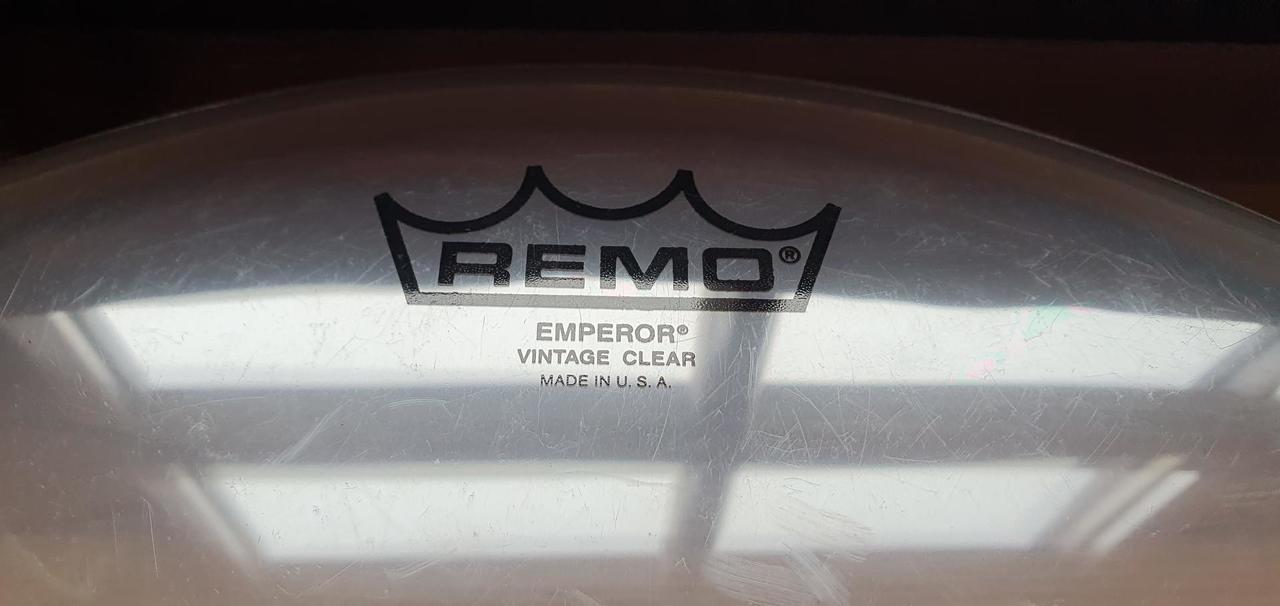 REMO®
EMPEROR®
VINTAGE CLEAR
MADE IN U. S. A.